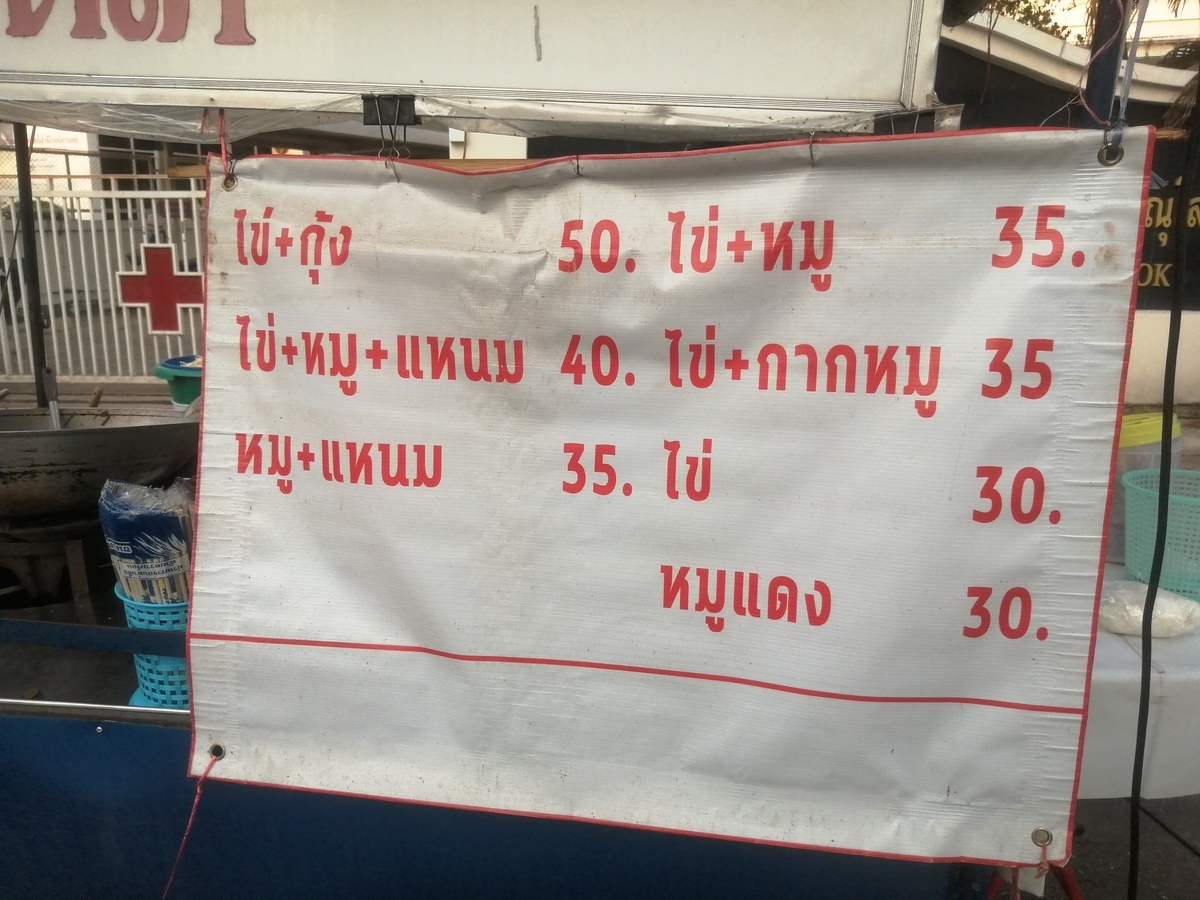 ไข่+กุ้ง 50. ไข่+หมู 35.
ไข่+หมู+แหนม 40. ไข่+กากหมู 35
หมู+แหนม 35. ไข่ 30.
หมูแดง 30.